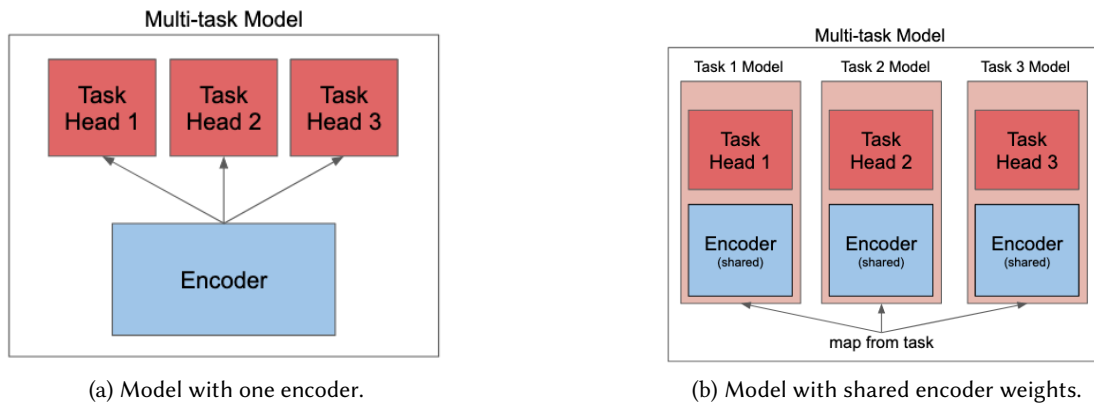 Multi-task Model
Task
Head 1
Task
Head 2
Task
Head 3
Encoder
(a) Model with one encoder.
Multi-task Model
Task 1 Model
Task 2 Model
Task 3 Model
Task
Head 1
Task
Head 2
Task
Head 3
Encoder
(shared)
Encoder
(shared)
Encoder
(shared)
map from task
(b) Model with shared encoder weights.